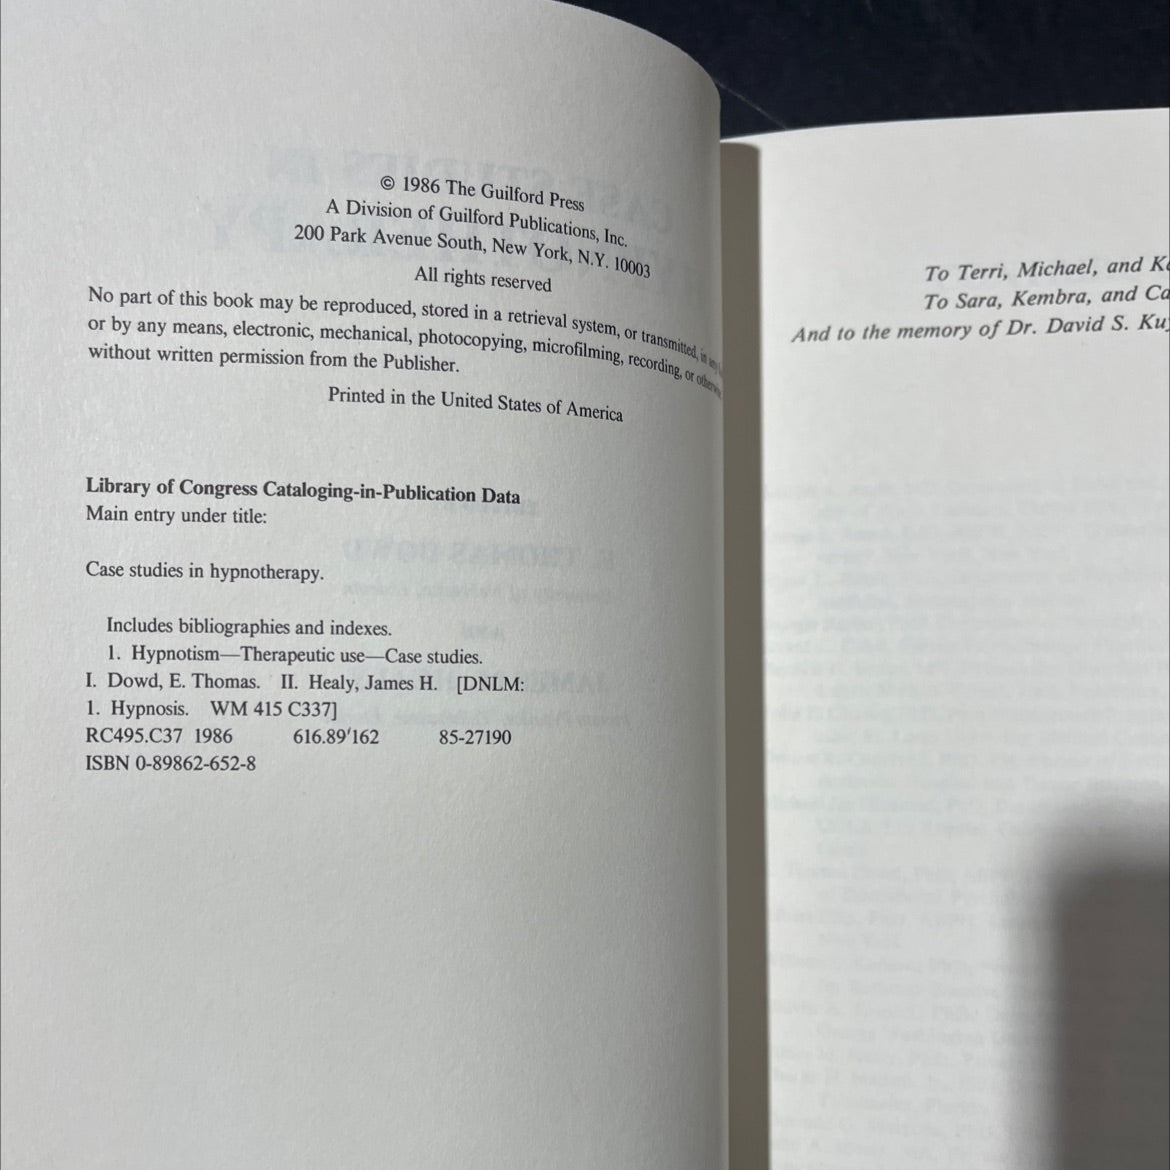 © 1986 The Guilford Press
A Division of Guilford Publications, Inc.
200 Park Avenue South, New York, N.Y. 10003
All rights reserved
No part of this book may be reproduced, stored in a retrieval system, or transmitted, in any
or by any means, electronic, mechanical, photocopying, microfilming, recording, or
without written permission from the Publisher.
Printed in the United States of America
Library of Congress Cataloging-in-Publication Data
Main entry under title:
Case studies in hypnotherapy.
Includes bibliographies and indexes.
1. Hypnotism—Therapeutic use—Case studies.
I. Dowd, E. Thomas. II. Healy, James H. [DNLM:
1. Hypnosis. WM 415 C337]
RC495.C37 1986 616.89′162 85-27190
ISBN 0-89862-652-8
To Terri, Michael, and
To Sara, Kembra, and
And to the memory of Dr. David S.